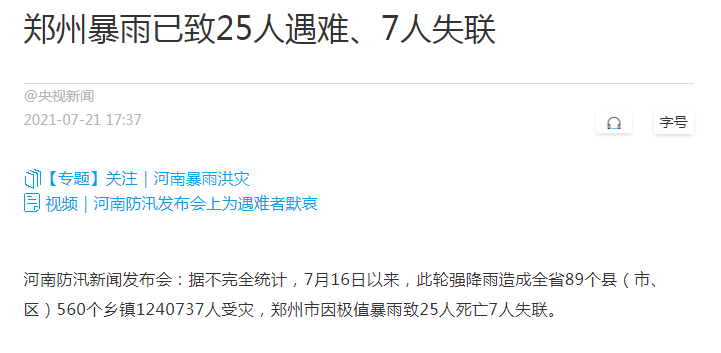 郑州暴雨已致25人遇难、7人失联
@央视新闻
2021-07-21 17:37
字号
【专题】关注｜河南暴雨洪灾
视频｜河南防汛发布会上为遇难者默哀
河南防汛新闻发布会：据不完全统计，7月16日以来，此轮强降雨造成全省89个县（市、
区）560个乡镇1240737人受灾，郑州市因极值暴雨致25人死亡7人失联。